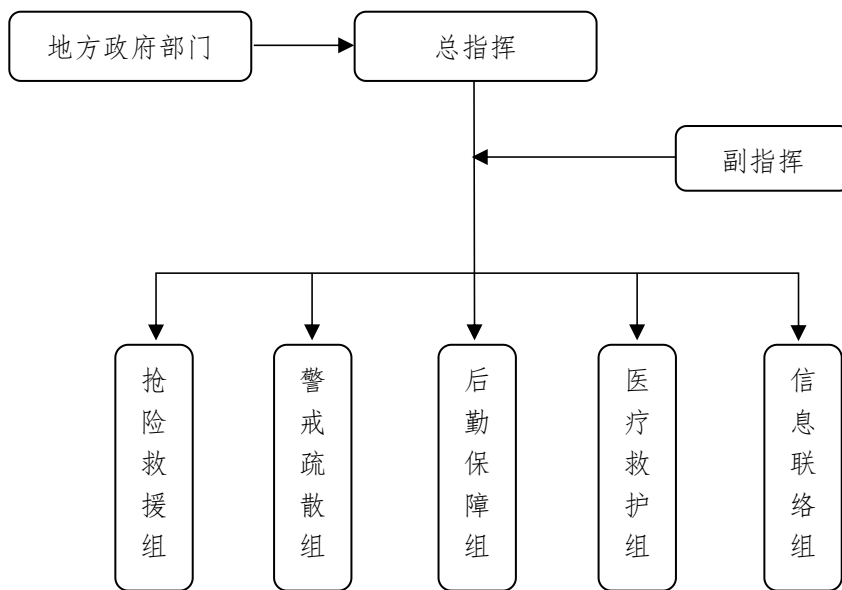 地方政府部门
总指挥
副指挥
抢险救援组
警戒疏散组
后勤保障组
医疗救护组
信息联络组